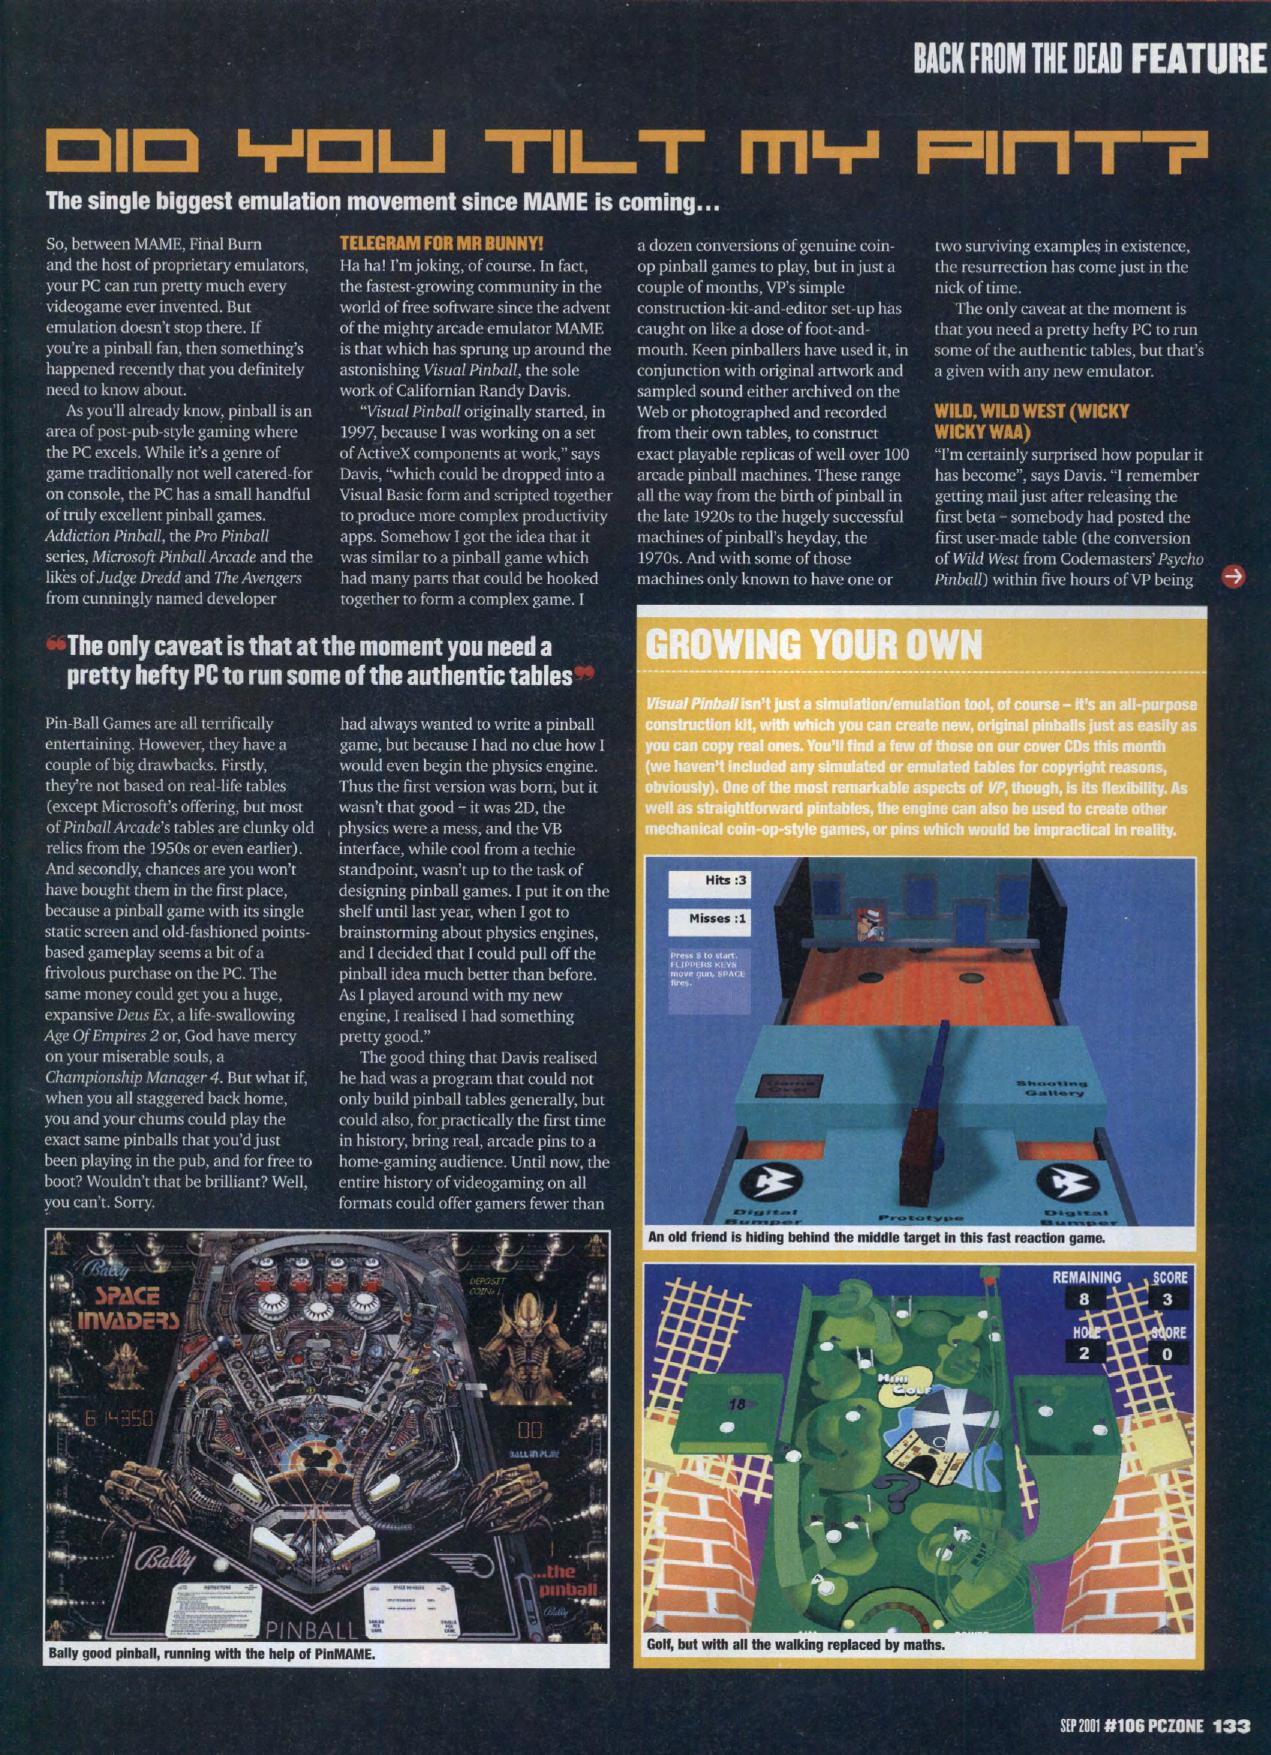 BACK FROM THE DEAD FEATURE
DID YOU TILT MY PINT?
The single biggest emulation movement since MAME is coming...
So, between MAME, Final Burn
and the host of proprietary emulators,
your PC can run pretty much every
videogame ever invented. But
emulation doesn't stop there. If
you're a pinball fan, then something's
happened recently that you definitely
need to know about.
As you'll already know, pinball is an
area of post-pub-style gaming where
the PC excels. While it's a genre of
game traditionally not well catered-for
on console, the PC has a small handful
of truly excellent pinball games.
Addiction Pinball, the Pro Pinball
series, Microsoft Pinball Arcade and the
likes of Judge Dredd and The Avengers
from cunningly named developer
“The only caveat is that at the moment you need a
pretty hefty PC to run some of the authentic tables”
Pin-Ball Games are all terrifically
entertaining. However, they have a
couple of big drawbacks. Firstly,
they're not based on real-life tables
(except Microsoft's offering, but most
of Pinball Arcade's tables are clunky old
relics from the 1950s or even earlier).
And secondly, chances are you won't
have bought them in the first place,
because a pinball game with its single
static screen and old-fashioned points-
based gameplay seems a bit of a
frivolous purchase on the PC. The
same money could get you a huge,
expansive Deus Ex, a life-swallowing
Age Of Empires 2 or, God have mercy
on your miserable souls, a
Championship Manager 4. But what if,
when you all staggered back home,
you and your chums could play the
exact same pinballs that you'd just
been playing in the pub, and for free to
boot? Wouldn't that be brilliant? Well,
you can't. Sorry.
TELEGRAM FOR MR BUNNY!
Ha ha! I'm joking, of course. In fact,
the fastest-growing community in the
world of free software since the advent
of the mighty arcade emulator MAME
is that which has sprung up around the
astonishing Visual Pinball, the sole
work of Californian Randy Davis.
“Visual Pinball originally started, in
1997, because I was working on a set
of ActiveX components at work,” says
Davis, “which could be dropped into a
Visual Basic form and scripted together
to produce more complex productivity
apps. Somehow I got the idea that it
was similar to a pinball game which
had many parts that could be hooked
together to form a complex game. I
had always wanted to write a pinball
game, but because I had no clue how I
would even begin the physics engine.
Thus the first version was born, but it
wasn't that good – it was 2D, the
physics were a mess, and the VB
interface, while cool from a techie
standpoint, wasn't up to the task of
designing pinball games. I put it on the
shelf until last year, when I got to
brainstorming about physics engines,
and I decided that I could pull off the
pinball idea much better than before.
As I played around with my new
engine, I realised I had something
pretty good.”
The good thing that Davis realised
he had was a program that could not
only build pinball tables generally, but
could also, for practically the first time
in history, bring real, arcade pins to a
home-gaming audience. Until now, the
entire history of videogaming on all
formats could offer gamers fewer than
a dozen conversions of genuine coin-
op pinball games to play, but in just a
couple of months, VP's simple
construction-kit-and-editor set-up has
caught on like a dose of foot-and-
mouth. Keen pinballers have used it, in
conjunction with original artwork and
sampled sound either archived on the
Web or photographed and recorded
from their own tables, to construct
exact playable replicas of well over 100
arcade pinball machines. These range
all the way from the birth of pinball in
the late 1920s to the hugely successful
machines of pinball's heyday, the
1970s. And with some of those
machines only known to have one or
two surviving examples in existence,
the resurrection has come just in the
nick of time.
The only caveat at the moment is
that you need a pretty hefty PC to run
some of the authentic tables, but that's
a given with any new emulator.
WILD, WILD WEST (WICKY
WICKY WAA)
“I'm certainly surprised how popular it
has become”, says Davis. “I remember
getting mail just after releasing the
first beta – somebody had posted the
first user-made table (the conversion
of Wild West from Codemasters' Psycho
Pinball) within five hours of VP being
GROWING YOUR OWN
Visual Pinball isn't just a simulation/emulation tool, of course – it's an all-purpose
construction kit, with which you can create new, original pinballs just as easily as
you can copy real ones. You'll find a few of those on our cover CDs this month
(we haven't included any simulated or emulated tables for copyright reasons,
obviously). One of the most remarkable aspects of VP, though, is its flexibility. As
well as straightforward pintables, the engine can also be used to create other
mechanical coin-op-style games, or pins which would be impractical in reality.
Hits :3
Misses :1
Press S to start.
FLIPPERS KEYS
move gun, SPACE
fires.
Game
Over
Shooting
Gallery
Digital
Bumper
Prototype
Digital
Bumper
An old friend is hiding behind the middle target in this fast reaction game.
REMAINING SCORE
8 3
HOLE SCORE
2 0
MINI
GOLF
18
?
Golf, but with all the walking replaced by maths.
Bally
SPACE
INVADERS
DEPOSIT
COINS
614350
00
BALL IN PLAY
Bally
INSTRUCTIONS
SPACE INVADERS
PINBALL
1
...the
pinball
Bally
Bally good pinball, running with the help of PinMAME.
SEP 2001 #106 PCZONE 133